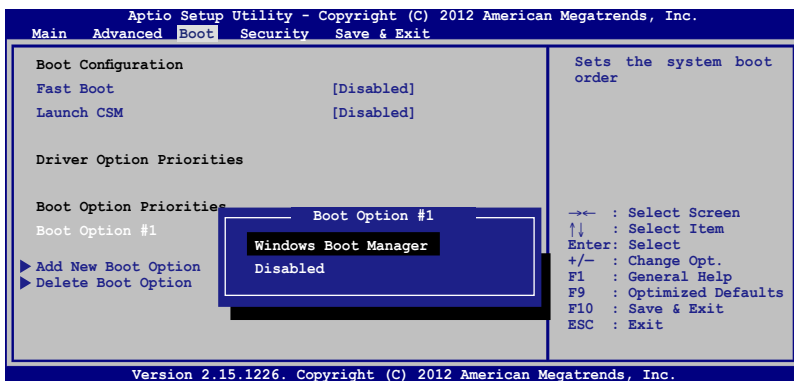 Aptio Setup Utility - Copyright (C) 2012 American Megatrends, Inc.
Main Advanced Boot Security Save & Exit
Boot Configuration
Fast Boot [Disabled]
Launch CSM [Disabled]
Driver Option Priorities
Boot Option Priorities
Boot Option #1
Add New Boot Option
Delete Boot Option
Boot Option #1
Windows Boot Manager
Disabled
Sets the system boot
order
→← : Select Screen
↑↓ : Select Item
Enter: Select
+/— : Change Opt.
F1 : General Help
F9 : Optimized Defaults
F10 : Save & Exit
ESC : Exit
Version 2.15.1226. Copyright (C) 2012 American Megatrends, Inc.